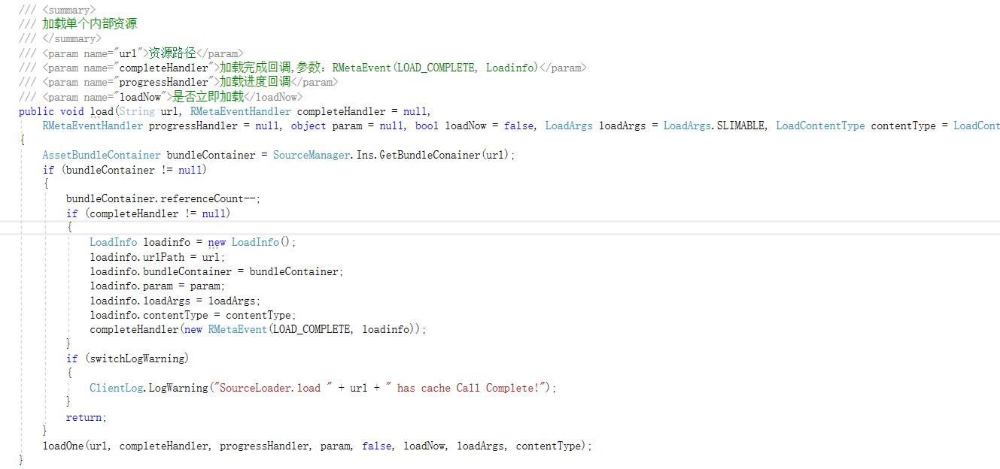 /// <summary>
/// 加载单个内部资源
/// </summary>
/// <param name="url">资源路径</param>
/// <param name="completeHandler">加载完成回调,参数：RMetaEvent(LOAD_COMPLETE, Loadinfo)</param>
/// <param name="progressHandler">加载进度回调</param>
/// <param name="loadNow">是否立即加载</loadNow>
public void load(String url, RMetaEventHandler completeHandler = null,
RMetaEventHandler progressHandler = null, object param = null, bool loadNow = false, LoadArgs loadArgs = LoadArgs.SLIMABLE, LoadContentType contentType = LoadCont
{
AssetBundleContainer bundleContainer = SourceManager.Ins.GetBundleConainer(url);
if (bundleContainer != null)
{
bundleContainer.referenceCount--;
if (completeHandler != null)
{
LoadInfo loadinfo = new LoadInfo();
loadinfo.urlPath = url;
loadinfo.bundleContainer = bundleContainer;
loadinfo.param = param;
loadinfo.loadArgs = loadArgs;
loadinfo.contentType = contentType;
completeHandler(new RMetaEvent(LOAD_COMPLETE, loadinfo));
}
if (switchLogWarning)
{
ClientLog.LogWarning("SourceLoader.load " + url + " has cache Call Complete!");
}
return;
}
loadOne(url, completeHandler, progressHandler, param, false, loadNow, loadArgs, contentType);
}